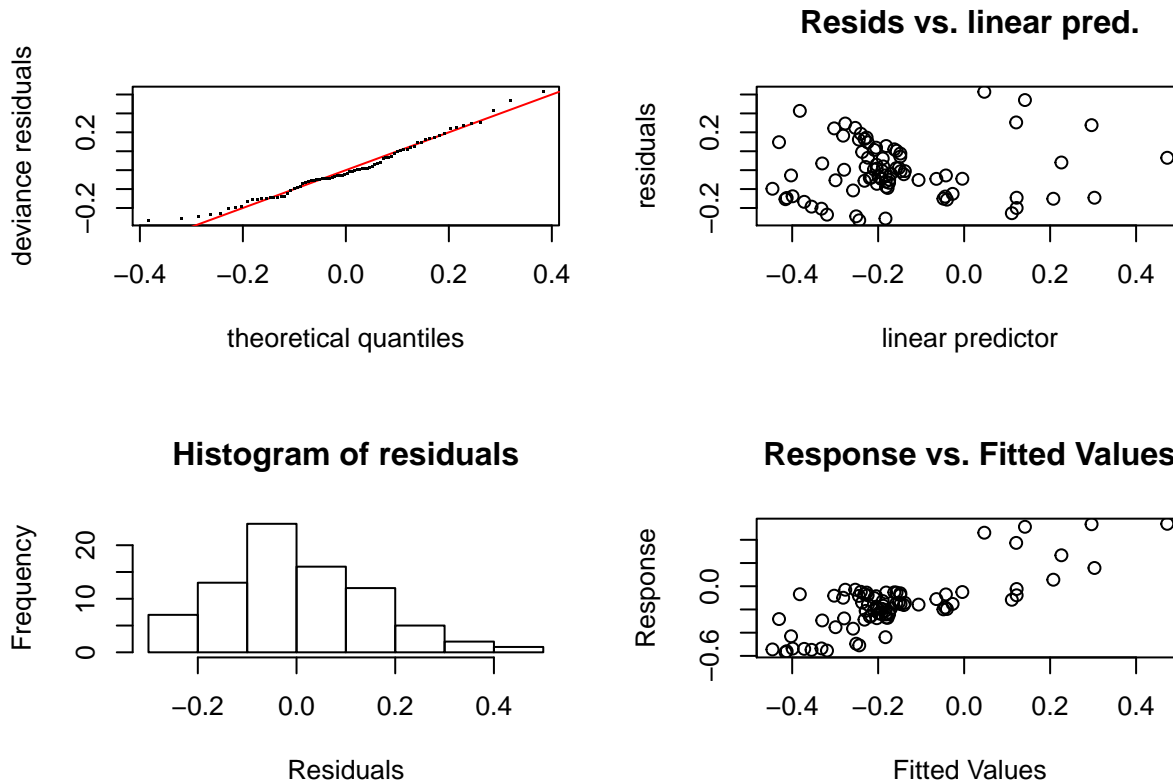 deviance residuals
0.2
−0.2
−0.4 −0.2 0.0 0.2 0.4
theoretical quantiles
Resids vs. linear pred.
residuals
0.2
−0.2
−0.4 −0.2 0.0 0.2 0.4
linear predictor
Histogram of residuals
Frequency
20
10
0
−0.2 0.0 0.2 0.4
Residuals
Response vs. Fitted Values
Response
0.0
−0.6
−0.4 −0.2 0.0 0.2 0.4
Fitted Values